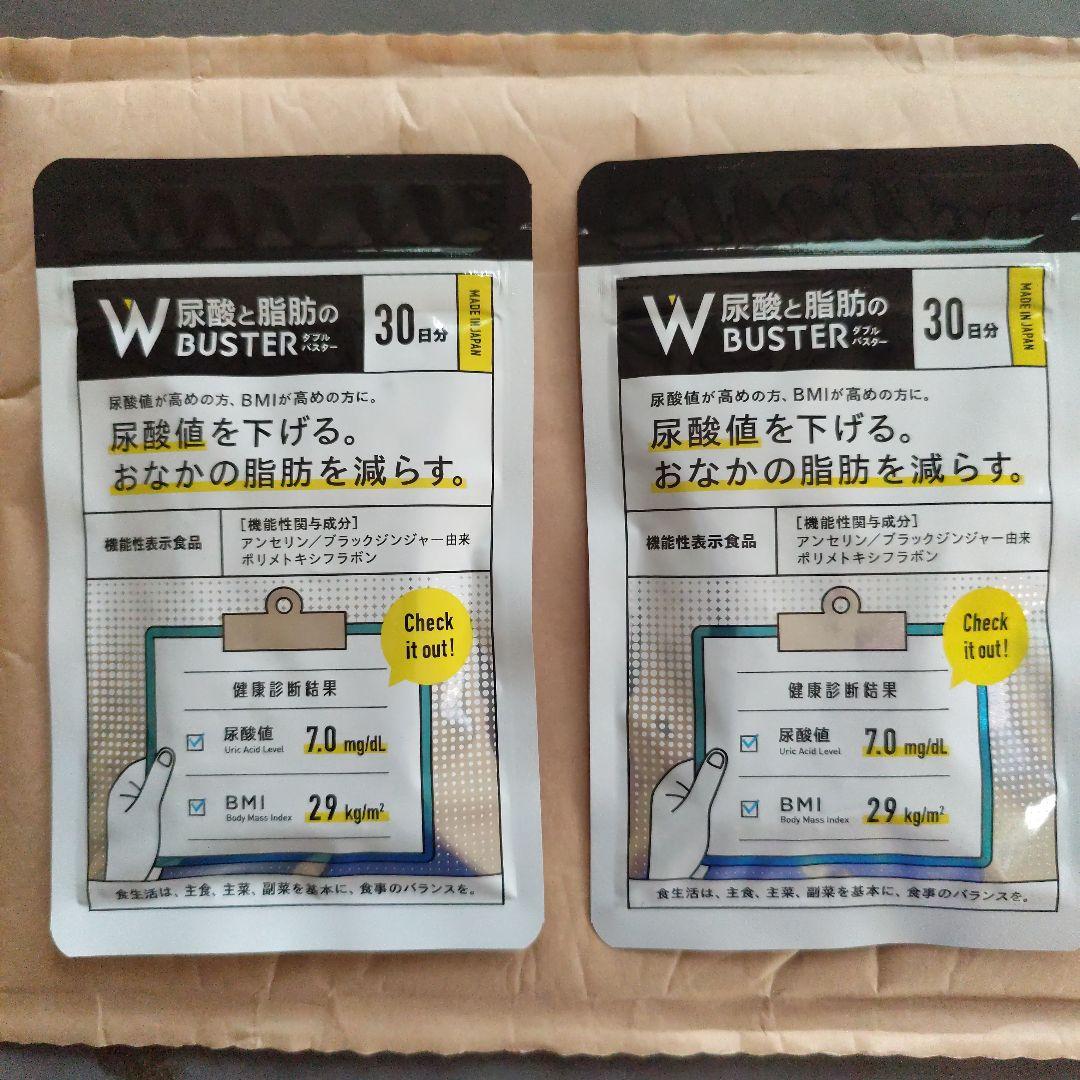 W 尿酸と脂肪の
BUSTER ダブル
バスター
30日分
MADE IN JAPAN
尿酸値が高めの方、BMIが高めの方に。
尿酸値を下げる。
おなかの脂肪を減らす。
機能性表示食品
[機能性関与成分]
アンセリン/ブラックジンジャー由来
ポリメトキシフラボン
Check
it out!
健康診断結果
尿酸値 7.0 mg/dL
Uric Acid Level
BMI 29 kg/m²
Body Mass Index
食生活は、主食、主菜、副菜を基本に、食事のバランスを。
W 尿酸と脂肪の
BUSTER ダブル
バスター
30日分
MADE IN JAPAN
尿酸値が高めの方、BMIが高めの方に。
尿酸値を下げる。
おなかの脂肪を減らす。
機能性表示食品
[機能性関与成分]
アンセリン/ブラックジンジャー由来
ポリメトキシフラボン
Check
it out!
健康診断結果
尿酸値 7.0 mg/dL
Uric Acid Level
BMI 29 kg/m²
Body Mass Index
食生活は、主食、主菜、副菜を基本に、食事のバランスを。